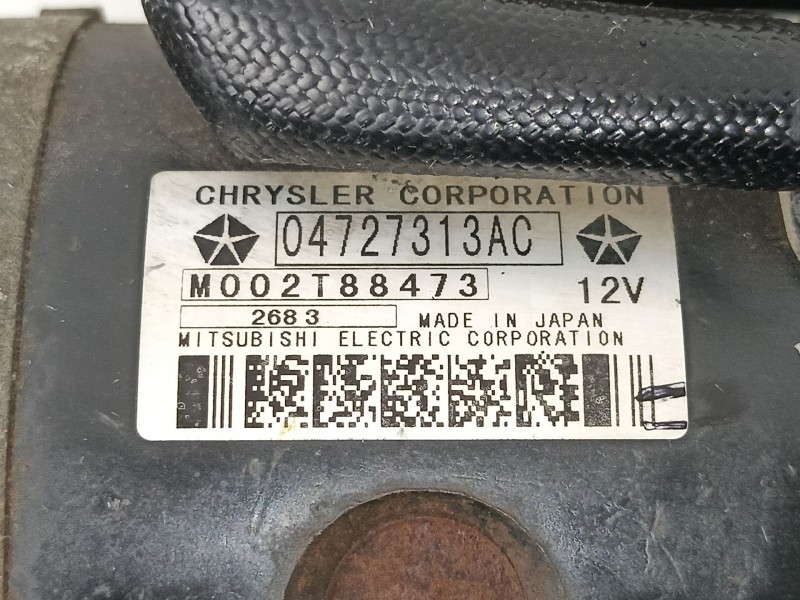 CHRYSLER CORPORATION
04727313AC
M002T88473 12V
2683 MADE IN JAPAN
MITSUBISHI ELECTRIC CORPORATION